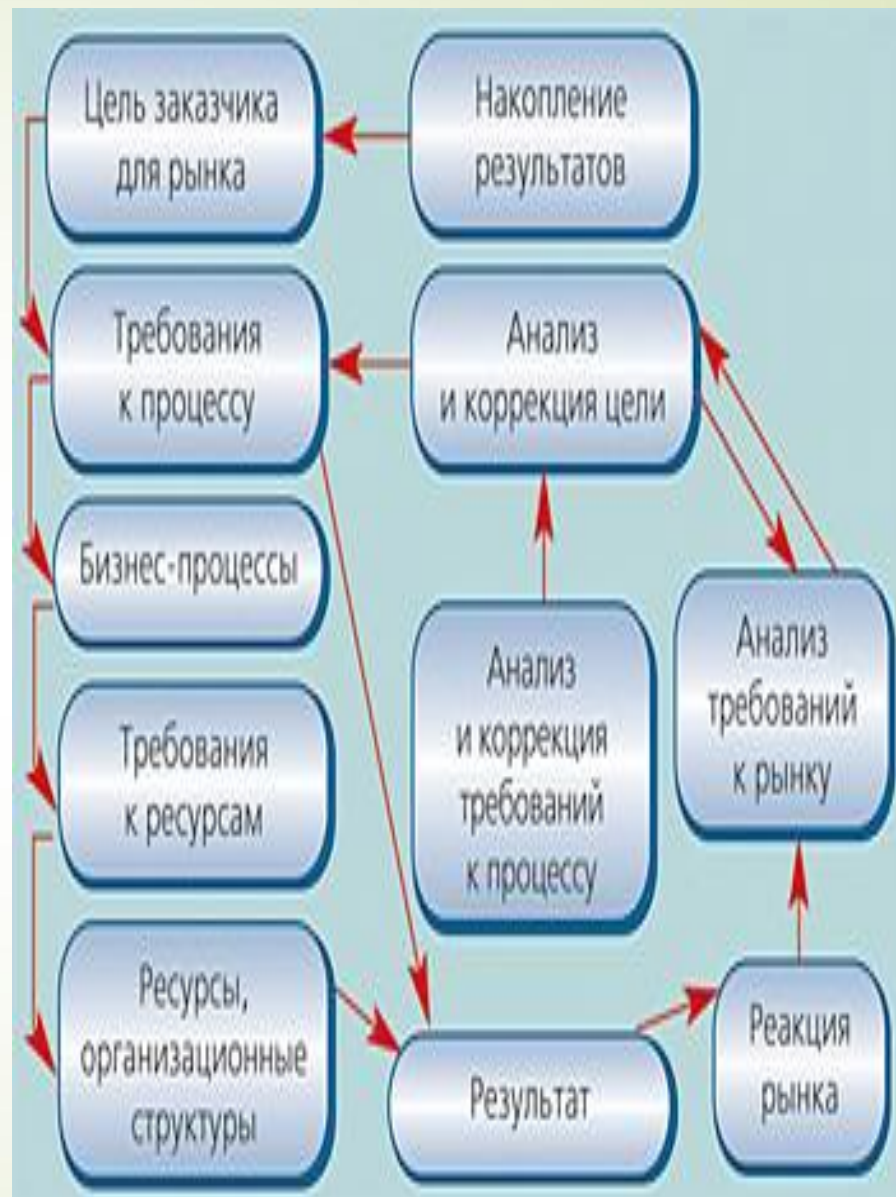 Цель заказчика
для рынка
Накопление
результатов
Требования
к процессу
Анализ
и коррекция цели
Бизнес-процессы
Анализ
и коррекция
требований
к процессу
Анализ
требований
к рынку
Требования
к ресурсам
Ресурсы,
организационные
структуры
Результат
Реакция
рынка